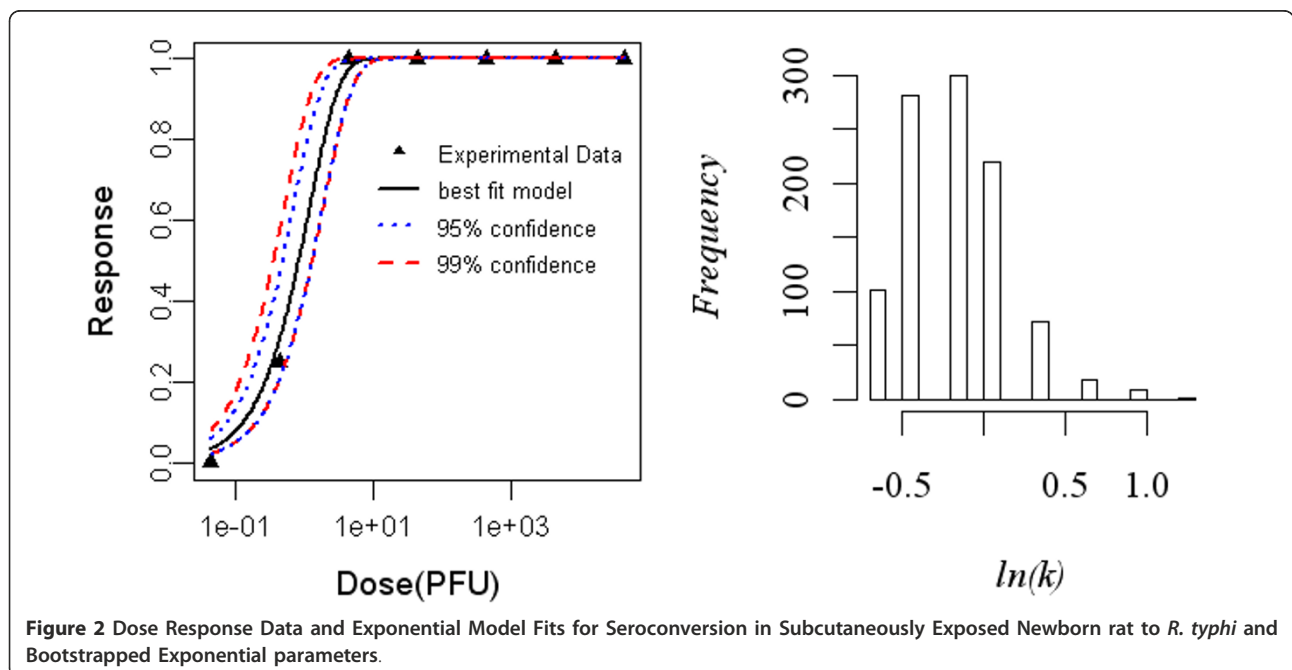 1.0
0.8
0.6
0.4
0.2
0.0
Response
Experimental Data
best fit model
95% confidence
99% confidence
1e-01
1e+01
1e+03
Dose(PFU)
300
200
100
0
Frequency
-0.5
0.5
1.0
ln(k)
Figure 2 Dose Response Data and Exponential Model Fits for Seroconversion in Subcutaneously Exposed Newborn rat to R. typhi and
Bootstrapped Exponential parameters.